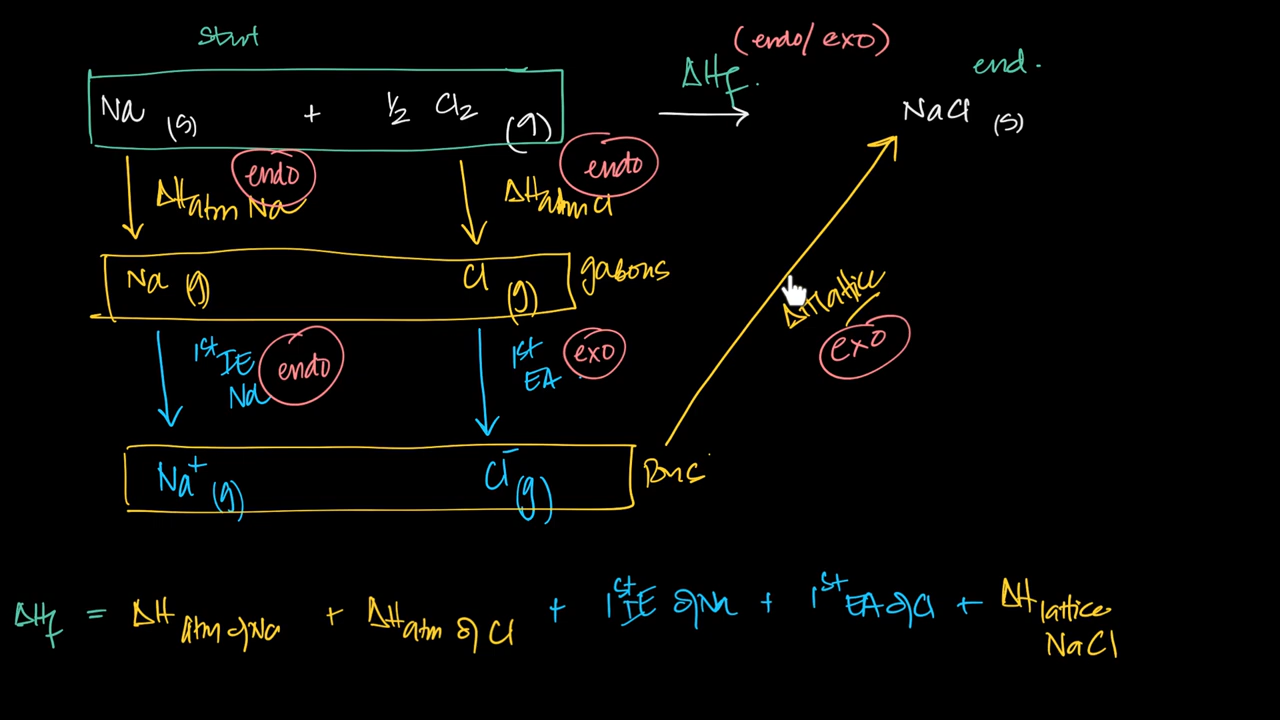 start
(endo/exo)
ΔHf.
end.
Na (s) + ½ Cl2 (g) → NaCl (s)
endo
endo
ΔHatm Na
ΔHatm Cl
Na (g) Cl (g)
1st IE Na
endo
1st EA
exo
ΔHlattice
exo
Na+ (g) Cl- (g)
Ions
ΔHf = ΔHatm of Na + ΔHatm of Cl + 1st IE of Na + 1st EA of Cl + ΔHlattice
NaCl